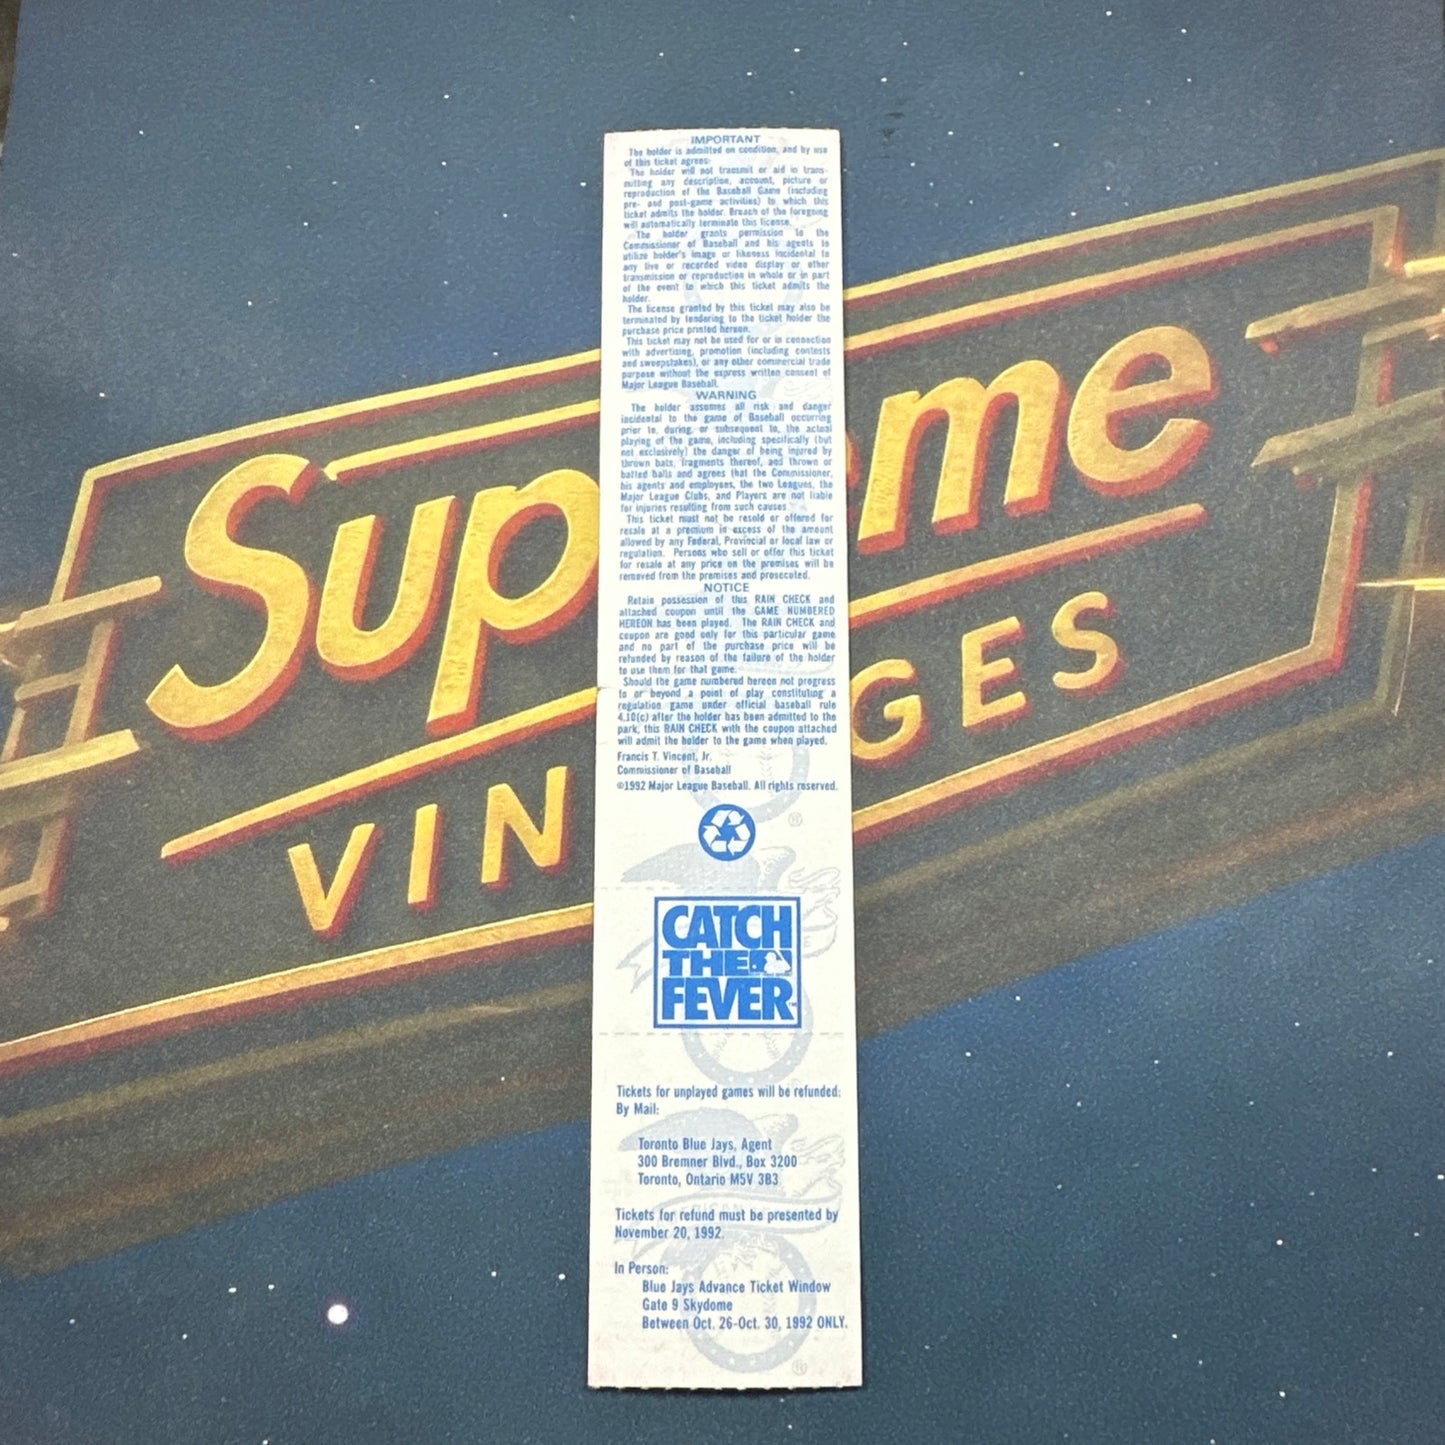 IMPORTANT
The holder is admitted on condition, and by use
of this ticket agrees:
The holder will not transmit or aid in trans-
mitting any description, account, picture or
reproduction of the Baseball Game (including
pre- and post-game activities) to which this
ticket admits the holder. Breach of the foregoing
will automatically terminate this license.
The holder grants permission to the
Commissioner of Baseball and his agents to
utilize holder's image or likeness incidental to
any live or recorded video display or other
transmission or reproduction in whole or in part
of the event to which this ticket admits the
holder.
The license granted by this ticket may also be
terminated by tendering to the ticket holder the
purchase price printed hereon.
This ticket may not be used for or in connection
with advertising, promotion (including contests
and sweepstakes), or any other commercial trade
purpose without the express written consent of
Major League Baseball.
WARNING
The holder assumes all risk and danger
incidental to the game of Baseball occurring
prior to, during, or subsequent to, the actual
playing of the game, including specifically (but
not exclusively) the danger of being injured by
thrown bats, fragments thereof, and thrown or
batted balls and agrees that the Commissioner,
his agents and employees, the two Leagues, the
Major League Clubs, and Players are not liable
for injuries resulting from such causes.
This ticket must not be resold or offered for
resale at a premium in excess of the amount
allowed by any Federal, Provincial or local law or
regulation. Persons who sell or offer this ticket
for resale at any price on the premises will be
removed from the premises and prosecuted.
NOTICE
Retain possession of this RAIN CHECK and
attached coupon until the GAME NUMBERED
HEREON has been played. The RAIN CHECK and
coupon are good only for this particular game
and no part of the purchase price will be
refunded by reason of the failure of the holder
to use them for that game.
Should the game numbered hereon not progress
to or beyond a point of play constituting a
regulation game under official baseball rule
4.10(c) after the holder has been admitted to the
park, this RAIN CHECK with the coupon attached
will admit the holder to the game when played.
Francis T. Vincent, Jr.
Commissioner of Baseball
©1992 Major League Baseball. All rights reserved.
CATCH
THE
FEVER™
Tickets for unplayed games will be refunded:
By Mail:
Toronto Blue Jays, Agent
300 Bremner Blvd., Box 3200
Toronto, Ontario M5V 3B3
Tickets for refund must be presented by
November 20, 1992.
In Person:
Blue Jays Advance Ticket Window
Gate 9 Skydome
Between Oct. 26-Oct. 30, 1992 ONLY.
Sup me
VIN GES